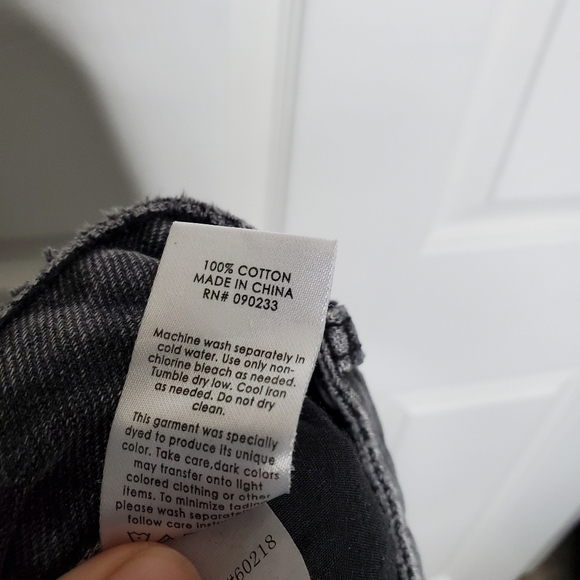 100% COTTON
MADE IN CHINA
RN# 090233
Machine wash separately in
cold water. Use only non-
chlorine bleach as needed.
Tumble dry low. Cool iron
as needed. Do not dry
clean.
This garment was specially
dyed to produce its unique
color. Take care,dark colors
may transfer onto light
colored clothing or other
items. To minimize fading
please wash separate
follow care
#60218